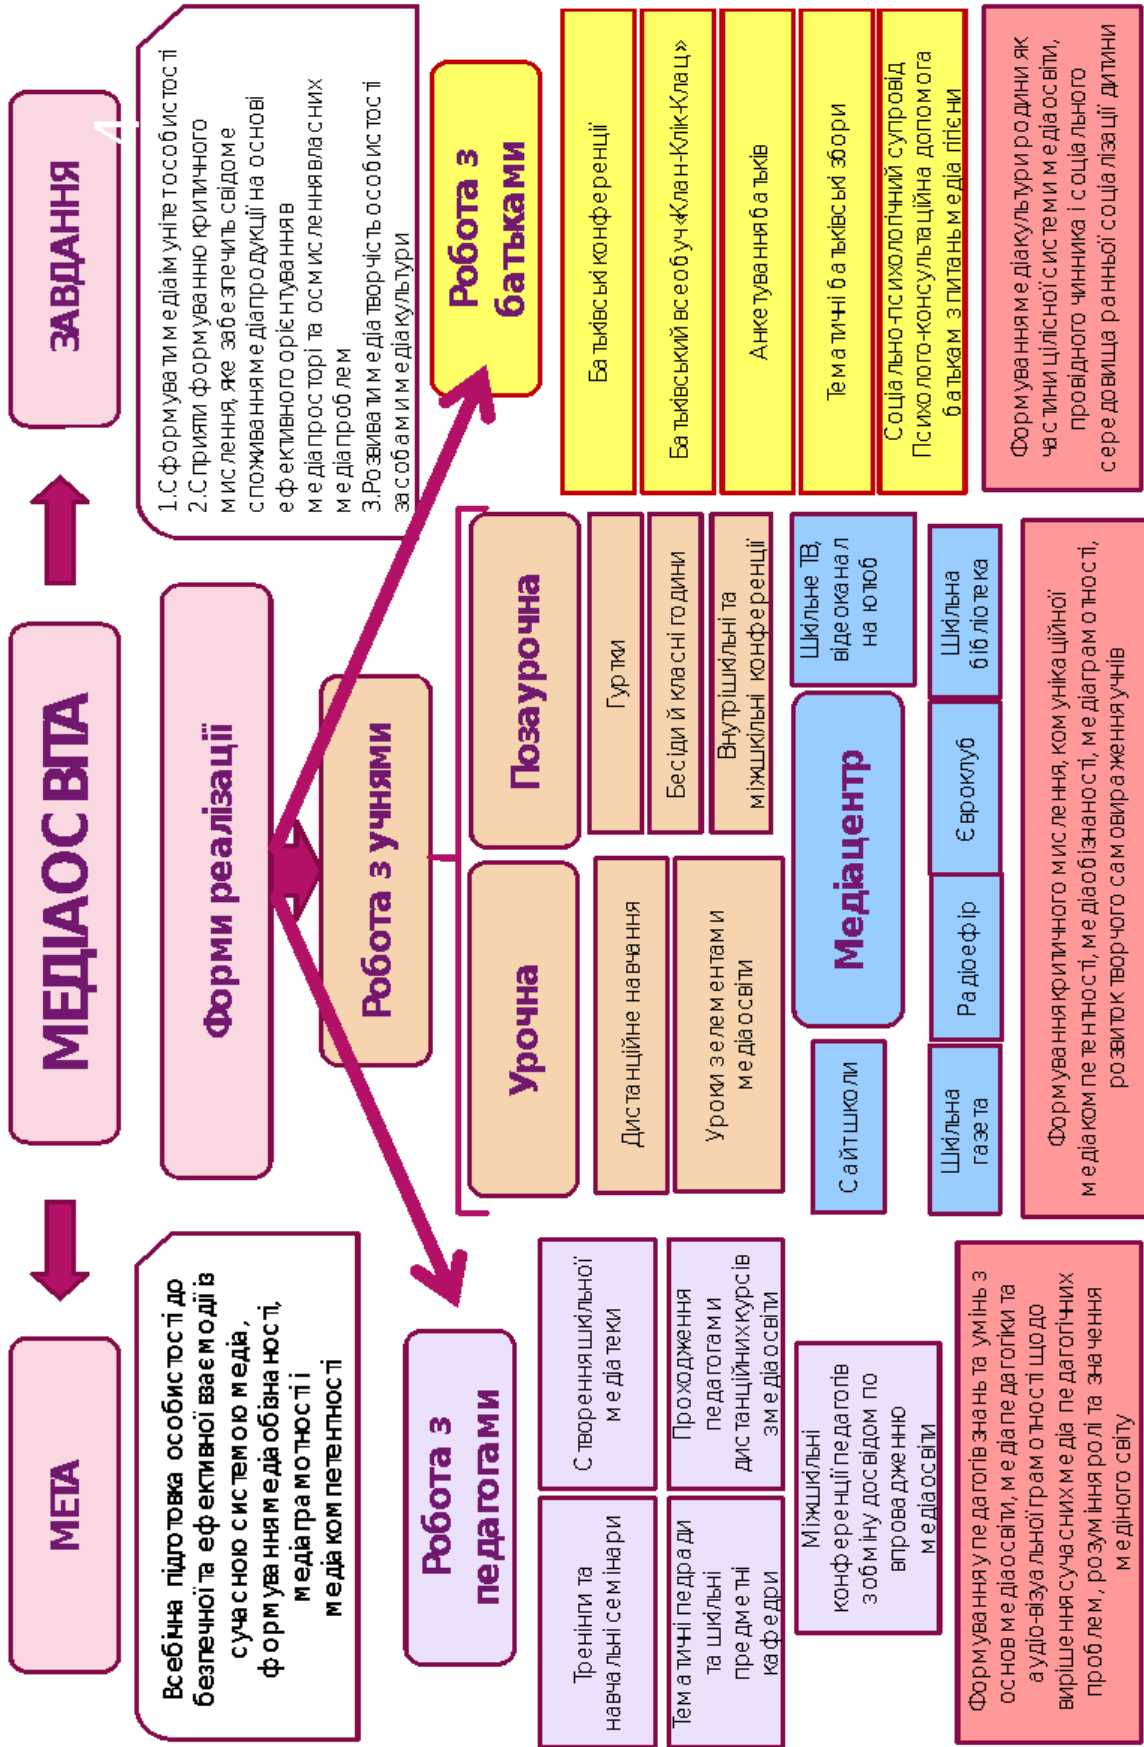 МЕДІАОСВІТА
МЕТА
ЗАВДАННЯ
Всебічна підготовка особистості до
безпечної та ефективної взаємодії із
сучасною системою медіа,
формування медіаобізнаності,
медіаграмотності і
медіакомпетентності
Форми реалізації
1.Сформувати медіаімунітет особистості
2.Сприяти формуванню критичного
мислення, яке забезпечить свідоме
споживання медіапродукції на основі
ефективного орієнтування в
медіапросторі та осмислення власних
медіапроблем
3.Розвивати медіатворчість особистості
засобами медіакультури
Робота з
педагогами
Робота з учнями
Робота з
батьками
Тренінги та
навчальні семінари
Створення шкільної
медіатеки
Тематичні педради
та шкільні
предметні
кафедри
Проходження
педагогами
дистанційних курсів
з медіаосвіти
Міжшкільні
конференції педагогів
з обміну досвідом по
впровадженню
медіаосвіти
Формування у педагогів знань та умінь з
основ медіаосвіти, медіапедагогіки та
аудіо-візуальної грамотності щодо
вирішення сучасних медіа педагогічних
проблем, розуміння ролі та значення
медіного світу
Урочна
Позаурочна
Дистанційне навчання
Уроки з елементами
медіаосвіти
Гуртки
Бесіди й класні години
Внутрішкільні та
міжшкільні конференції
Медіацентр
Сайт школи
Шкільне ТВ,
відеоканал
на ютюб
Шкільна
газета
Радіоефір
Євроклуб
Шкільна
бібліотека
Формування критичного мислення, комунікаційної
медіакомпетентності, медіаобізнаності, медіаграмотності,
розвиток творчого самовираження учнів
Батьківські конференції
Батьківський всеобуч «Клан-Клік-Клац»
Анкетування батьків
Тематичні батьківські збори
Соціально-психологічний супровід
Психолого-консультаційна допомога
батькам з питань медіа гігієни
Формування медіакультури родини як
частини цілісної системи медіаосвіти,
провідного чинника і соціального
середовища ранньої соціалізації дитини